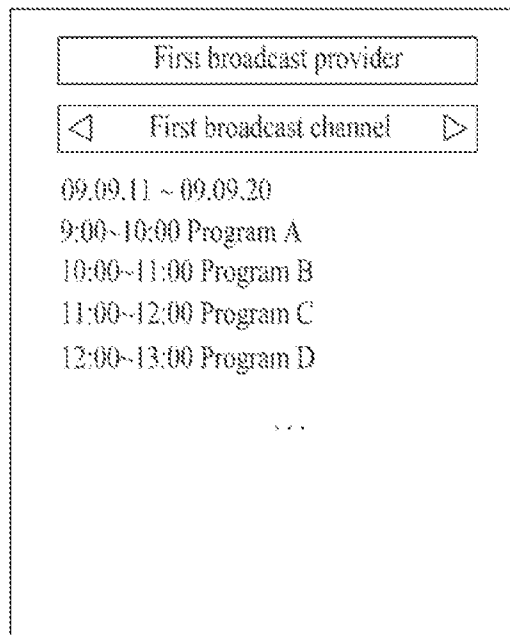 First broadcast provider
◁ First broadcast channel ▷
09.09.11 ~ 09.09.20
9:00~10:00 Program A
10:00~11:00 Program B
11:00~12:00 Program C
12:00~13:00 Program D
...